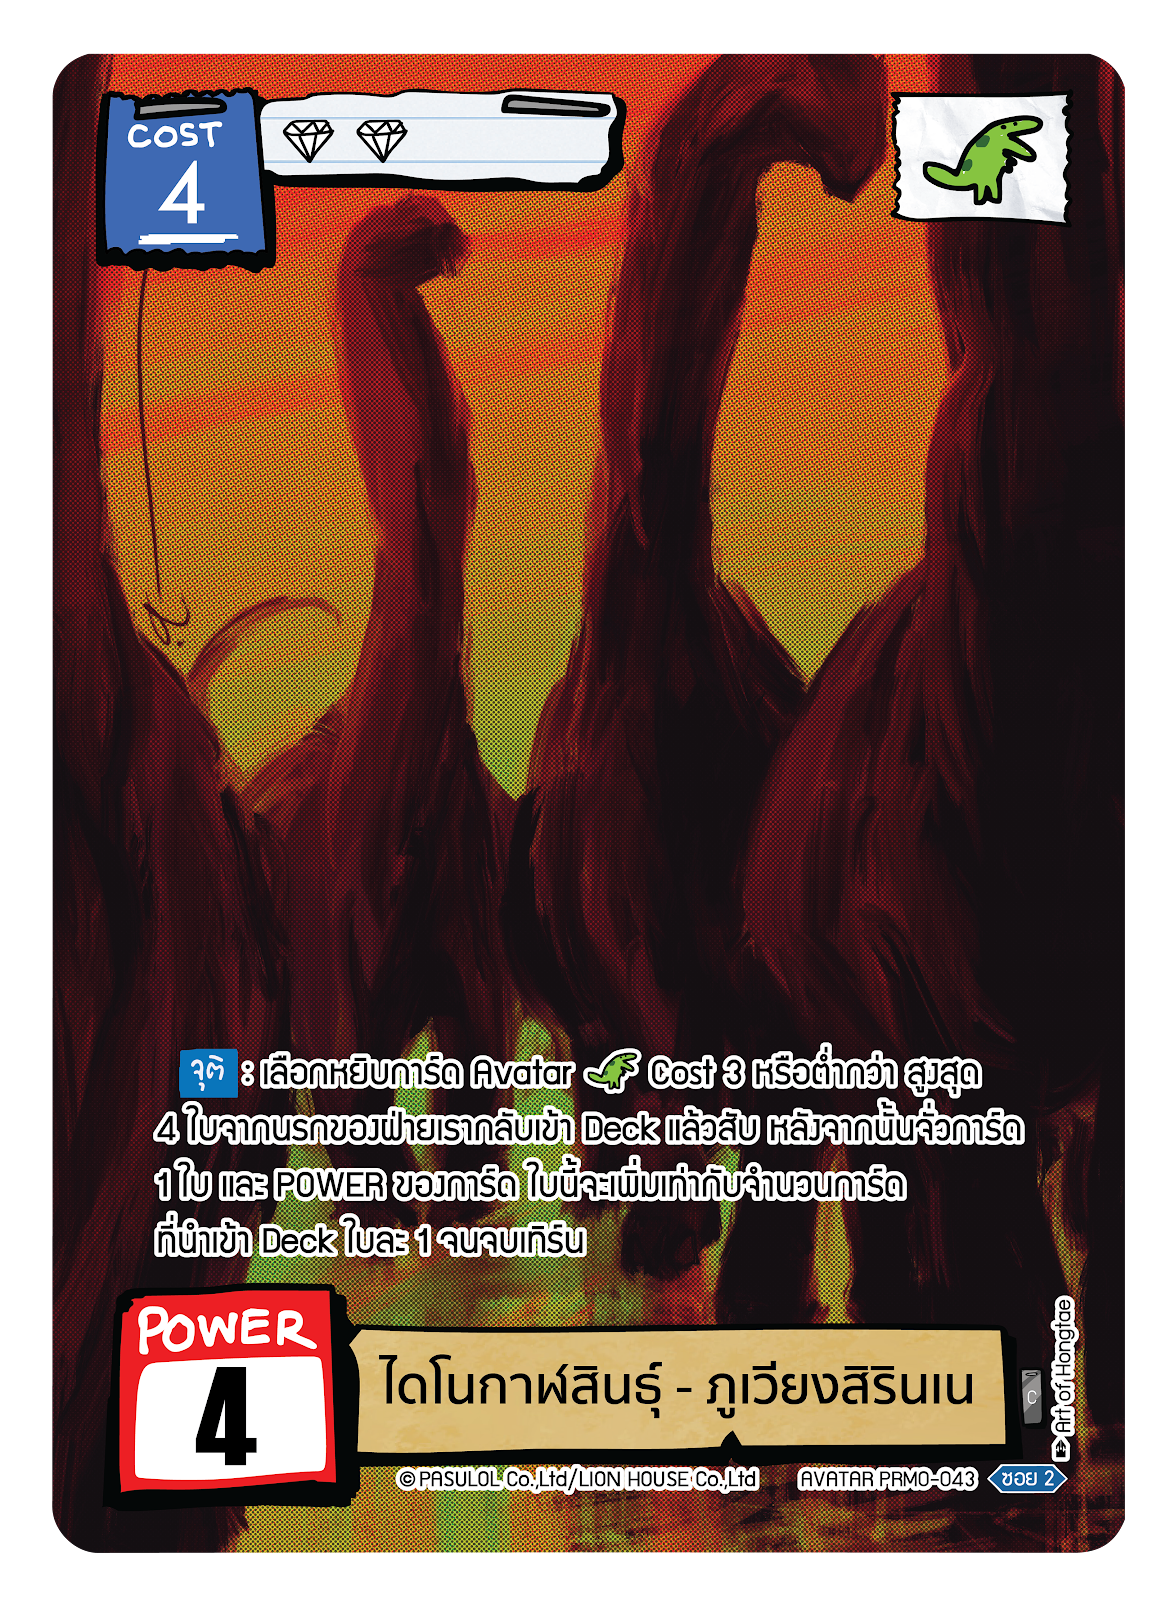 COST
4
จุติ : เลือกหยิบการ์ด Avatar Cost 3 หรือต่ำกว่า สูงสุด
4 ใบจากนรกของฝ่ายเรากลับเข้า Deck แล้วสับ หลังจากนั้นจั่วการ์ด
1 ใบ และ POWER ของการ์ด ใบนี้จะเพิ่มเท่ากับจำนวนการ์ด
ที่นำเข้า Deck ใบละ 1 จนจบเทิร์น
POWER
4
ไดโนกาฬสินธุ์ - ภูเวียงสิรินเน
C
Art of Hongtae
© PASULOL Co.,Ltd/LION HOUSE Co.,Ltd AVATAR PRMO-043 ซอย 2